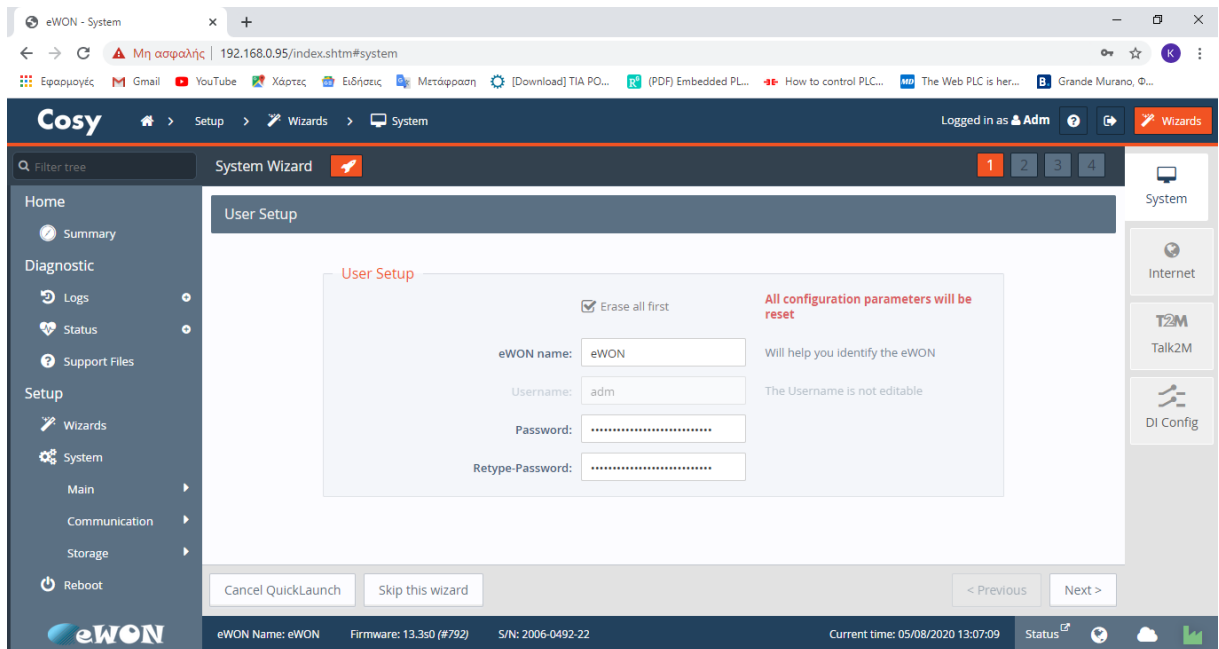 eWON - System
Μη ασφαλής | 192.168.0.95/index.shtm#system
K
Εφαρμογές Gmail YouTube Χάρτες Ειδήσεις Μετάφραση [Download] TIA PO... (PDF) Embedded PL... How to control PLC... The Web PLC is her... Grande Murano, Φ...
Cosy > Setup > Wizards > System Logged in as Adm Wizards
Filter tree
System Wizard 1 2 3 4
Home
Summary
Diagnostic
Logs
Status
Support Files
Setup
Wizards
System
Main
Communication
Storage
Reboot
eWON
User Setup
User Setup
Erase all first All configuration parameters will be
reset
eWON name: eWON Will help you identify the eWON
Username: adm The Username is not editable
Password: ••••••••••••••••••••••••••••
Retype-Password: ••••••••••••••••••••••••••••
Cancel QuickLaunch Skip this wizard < Previous Next >
System
Internet
T2M
Talk2M
DI Config
eWON Name: eWON Firmware: 13.3s0 (#792) S/N: 2006-0492-22 Current time: 05/08/2020 13:07:09 Status